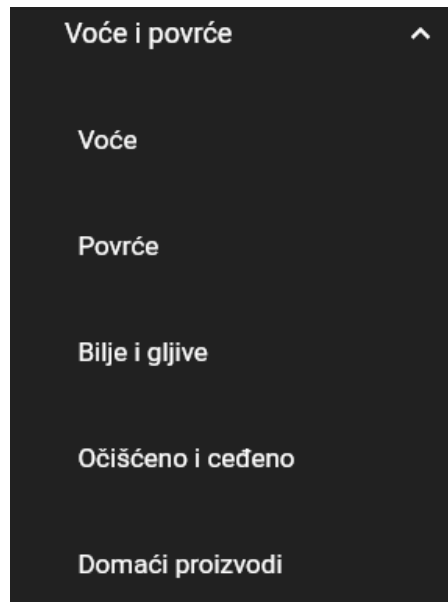 Voće i povrće
Voće
Povrće
Bilje i gljive
Očišćeno i ceđeno
Domaći proizvodi